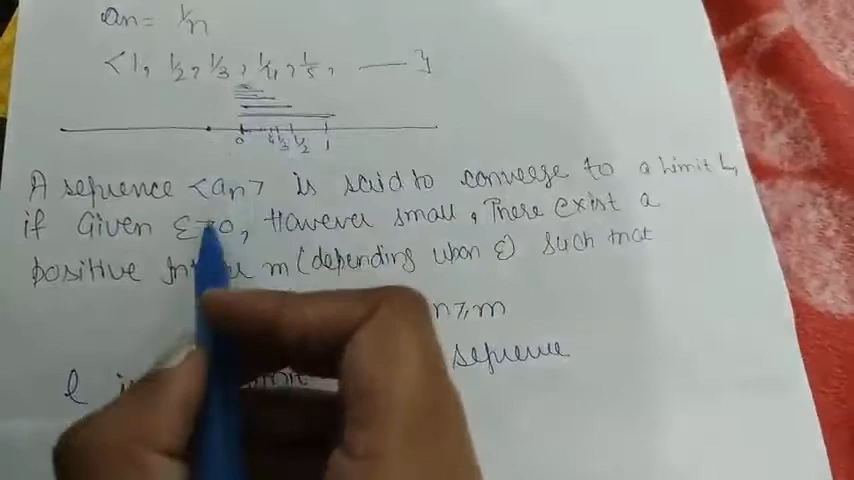 an = 1/n
<1, 1/2, 1/3, 1/4, 1/5, —— }
0 1/4 1/3 1/2 1
A sequence <an> is said to converge to a limit L,
if Given ε>0, However small, There exist a
positive m (depending upon ε) such that
n≥m
sequence
l